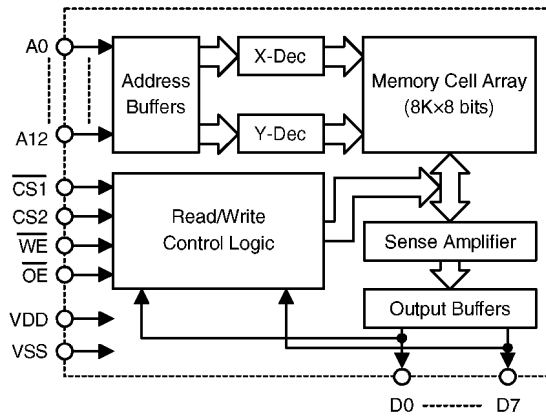 A0
A12
CS1
CS2
WE
OE
VDD
VSS
Address
Buffers
X-Dec
Y-Dec
Memory Cell Array
(8K×8 bits)
Read/Write
Control Logic
Sense Amplifier
Output Buffers
D0
D7